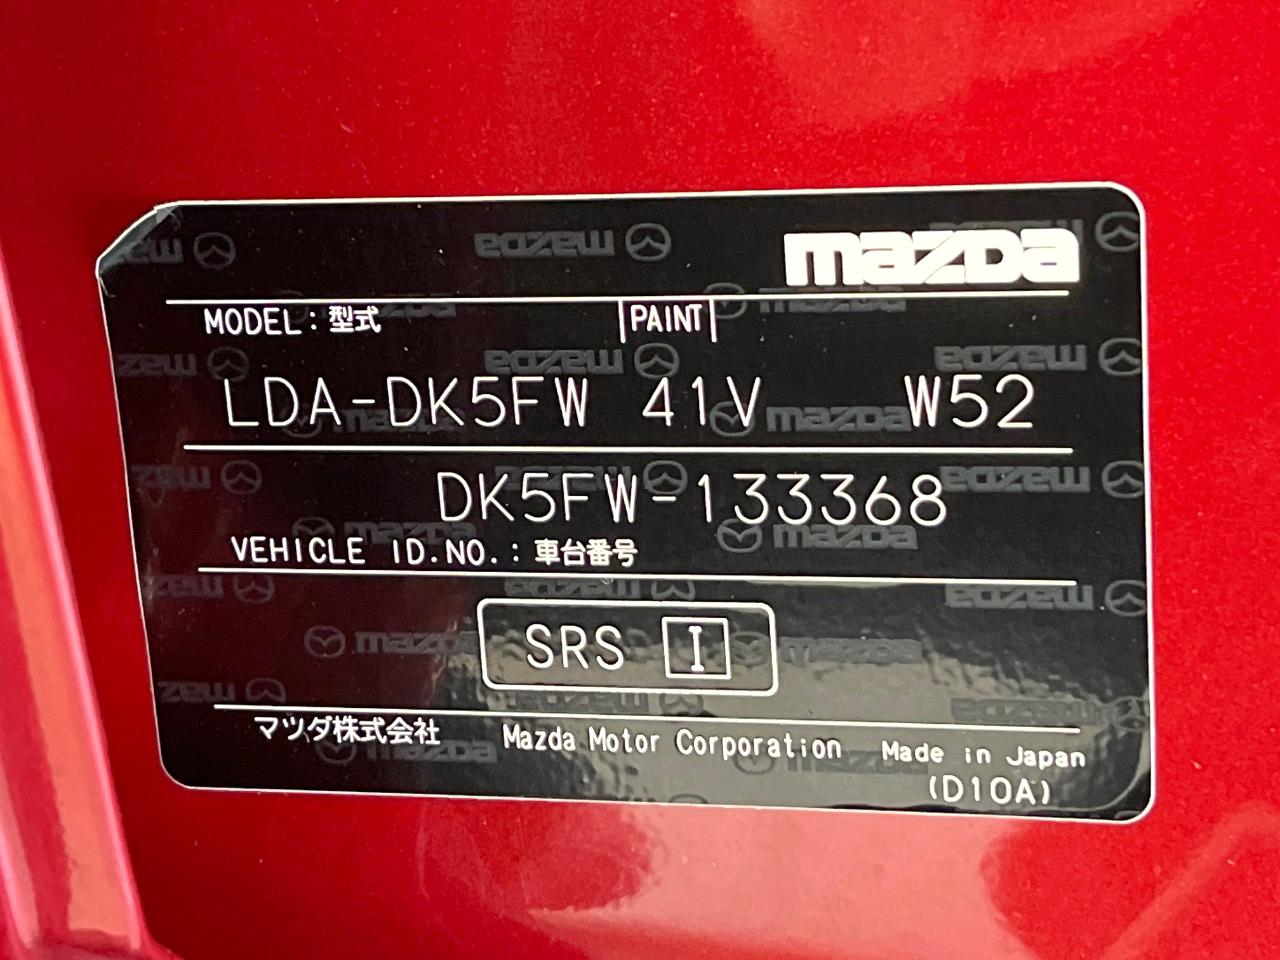 mazda
MODEL：型式 PAINT
LDA-DK5FW 41V W52
DK5FW-133368
VEHICLE ID.NO.：車台番号
SRS I
マツダ株式会社 Mazda Motor Corporation Made in Japan
(D10A)